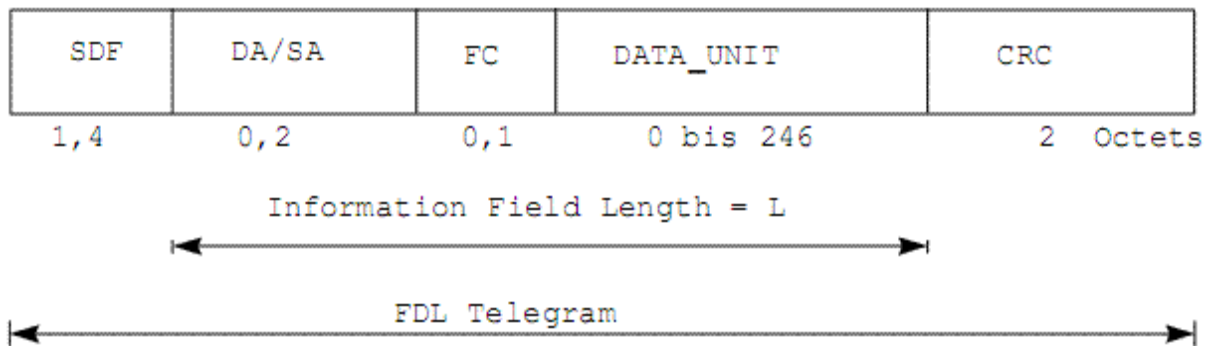 SDF DA/SA FC DATA_UNIT CRC
1,4 0,2 0,1 0 bis 246 2 Octets
Information Field Length = L
FDL Telegram